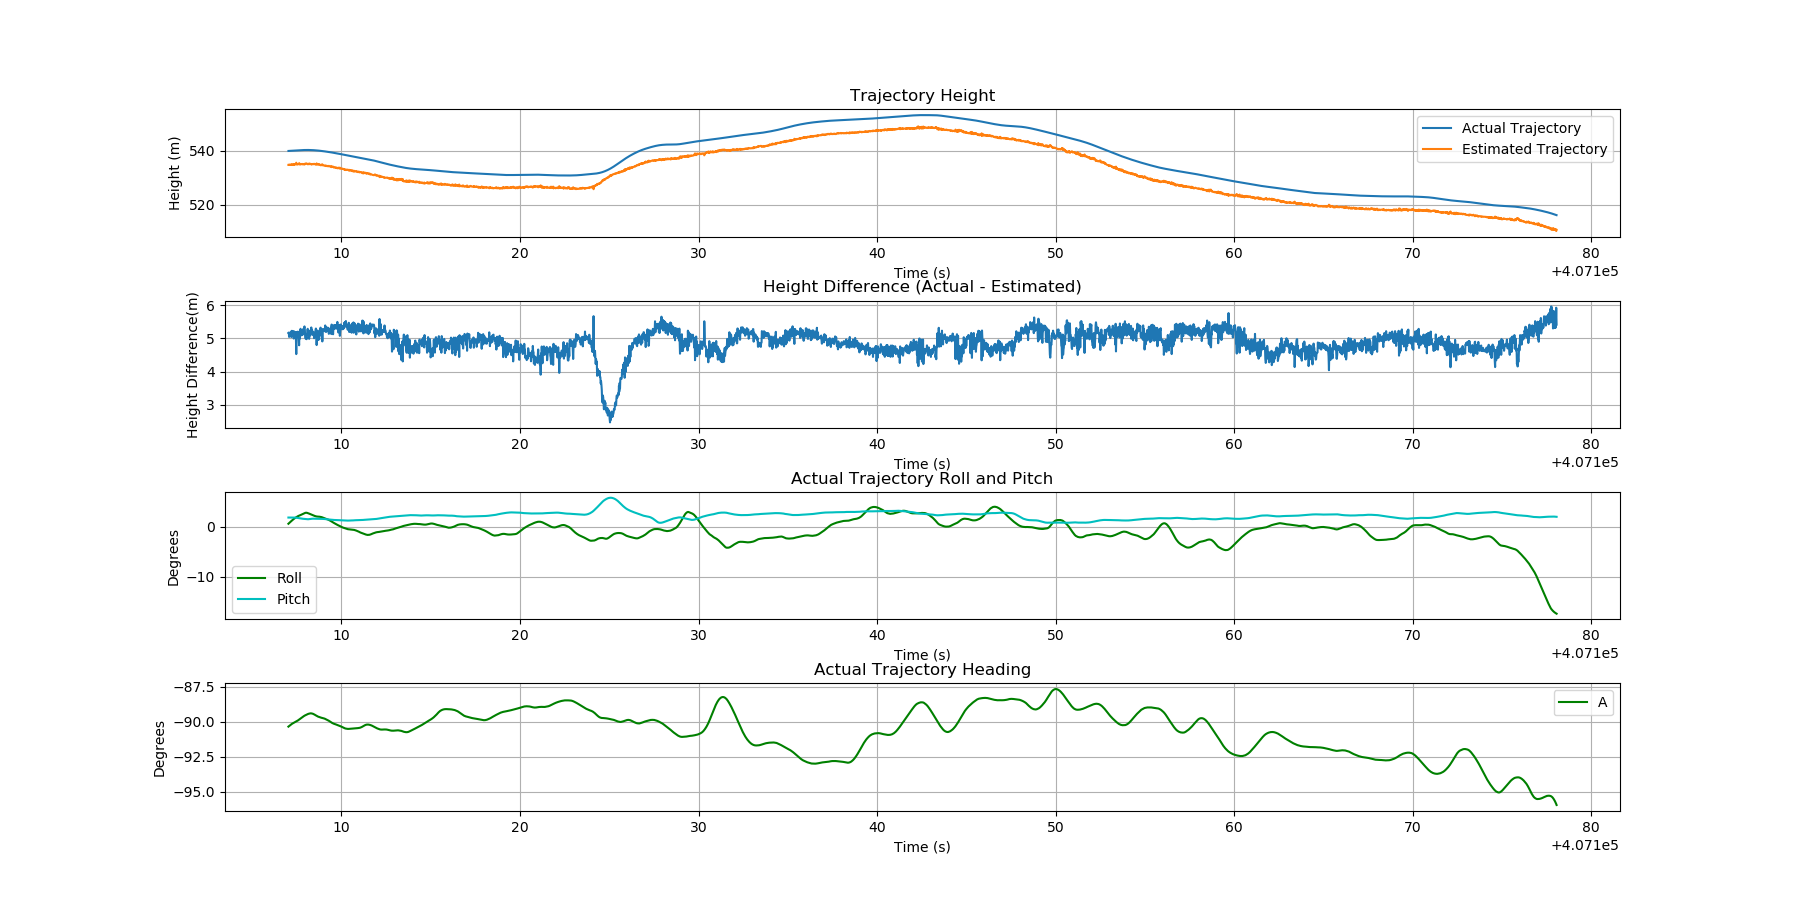 Trajectory Height
Height (m)
540
520
Actual Trajectory
Estimated Trajectory
10 20 30 40 50 60 70 80
Time (s)
+4.071e5
Height Difference (Actual - Estimated)
Height Difference(m)
6
5
4
3
10 20 30 40 50 60 70 80
Time (s)
+4.071e5
Actual Trajectory Roll and Pitch
Degrees
0
−10
Roll
Pitch
10 20 30 40 50 60 70 80
Time (s)
+4.071e5
Actual Trajectory Heading
Degrees
−87.5
−90.0
−92.5
−95.0
A
10 20 30 40 50 60 70 80
Time (s)
+4.071e5